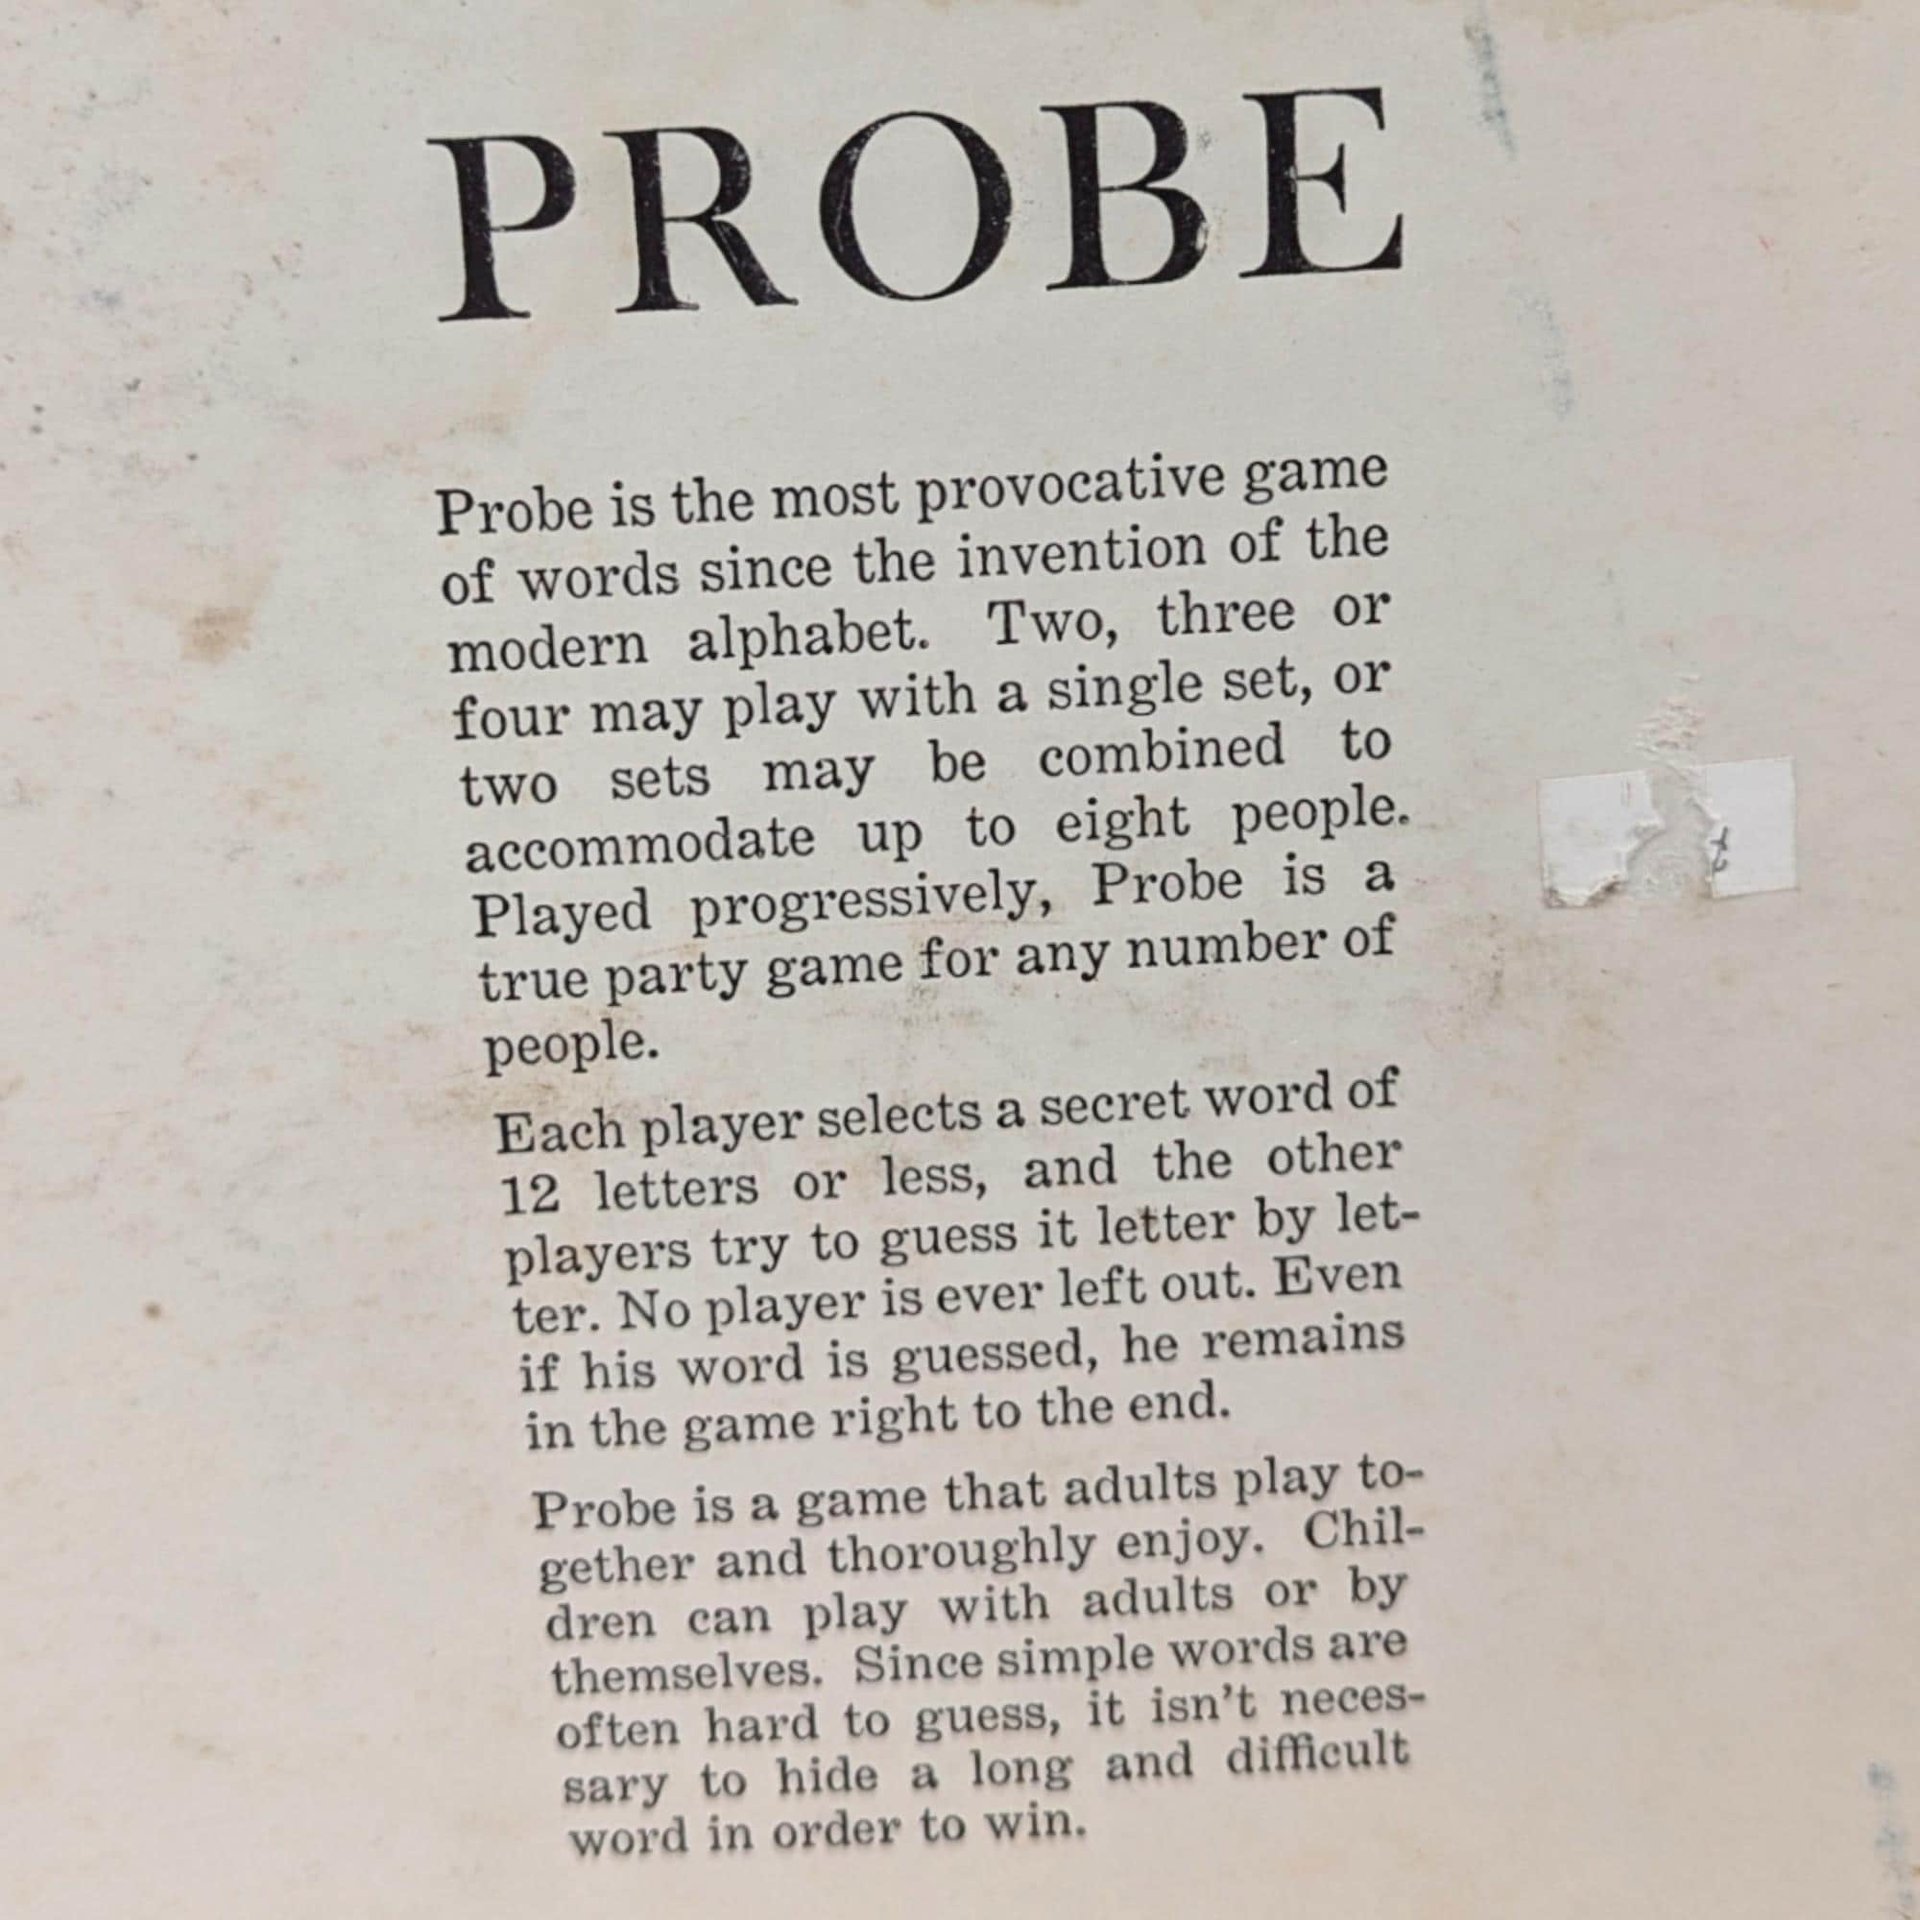 PROBE
Probe is the most provocative game
of words since the invention of the
modern alphabet. Two, three or
four may play with a single set, or
two sets may be combined to
accommodate up to eight people.
Played progressively, Probe is a
true party game for any number of
people.
Each player selects a secret word of
12 letters or less, and the other
players try to guess it letter by let-
ter. No player is ever left out. Even
if his word is guessed, he remains
in the game right to the end.
Probe is a game that adults play to-
gether and thoroughly enjoy. Chil-
dren can play with adults or by
themselves. Since simple words are
often hard to guess, it isn't neces-
sary to hide a long and difficult
word in order to win.